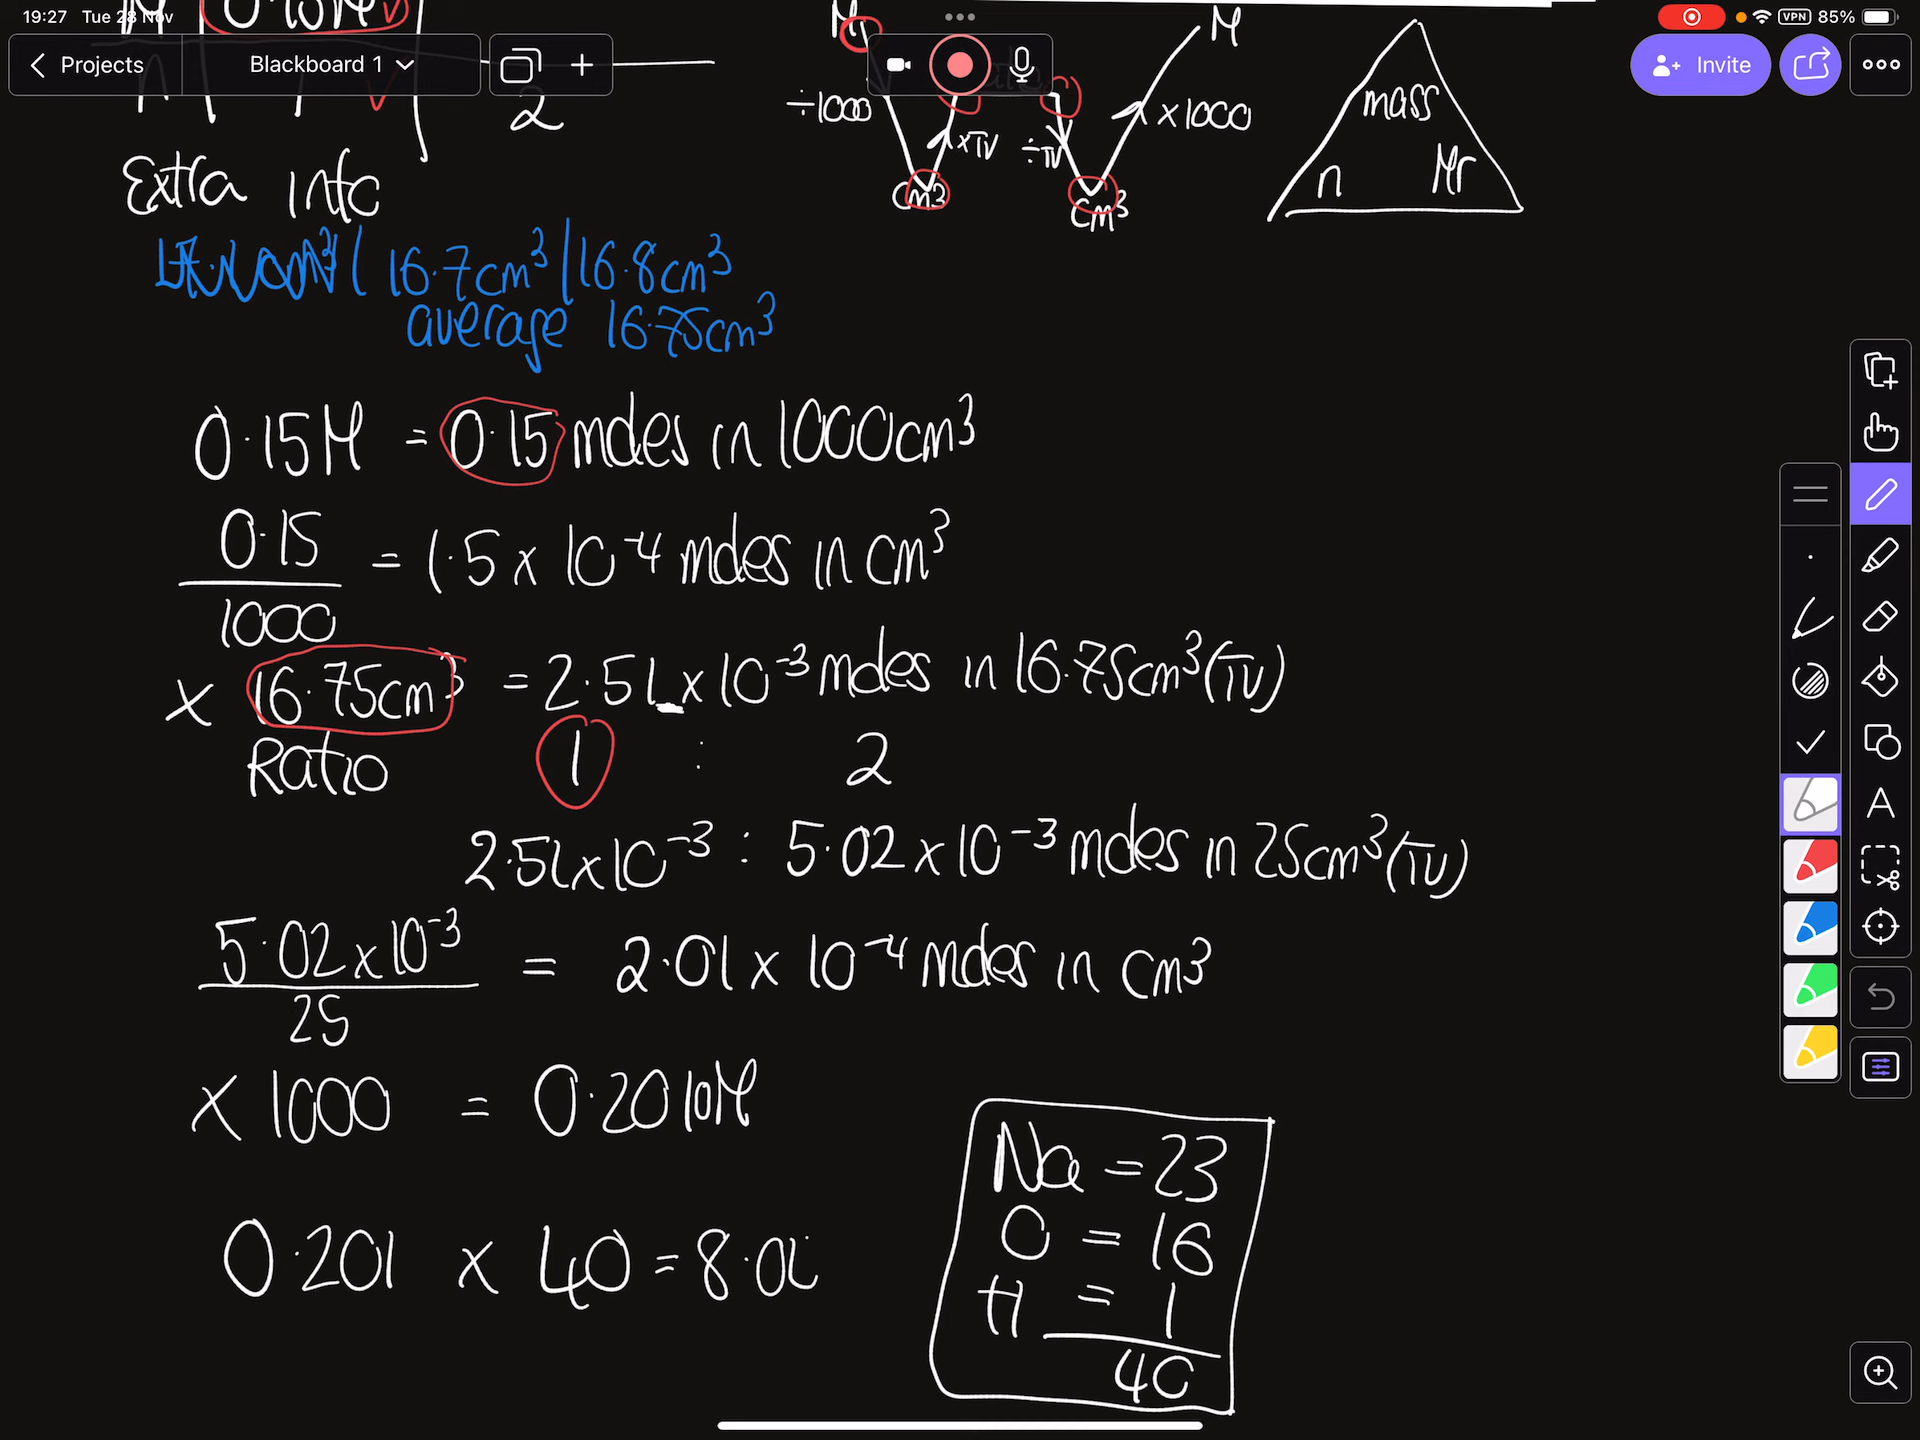 19:27 Tue 28 Nov
VPN 85%
Projects
Blackboard 1
Invite
M
M
÷1000
×TV
÷TV
×1000
cm3
cm3
mass
n Mr
n 1 2
Extra info
16.7cm3 | 16.8cm3
average 16.75cm3
0.15M = 0.15 moles in 1000cm3
0.15
1000
= 1.5 x 10-4 moles in cm3
x 16.75cm3 = 2.51 x 10-3 moles in 16.75cm3 (TV)
Ratio 1 : 2
2.51x10-3 : 5.02 x 10-3 moles in 25cm3 (TV)
5.02 x 10-3
25
= 2.01 x 10-4 moles in cm3
x 1000 = 0.2010M
0.201 x 40 = 8.0
Na = 23
O = 16
H = 1
40
A